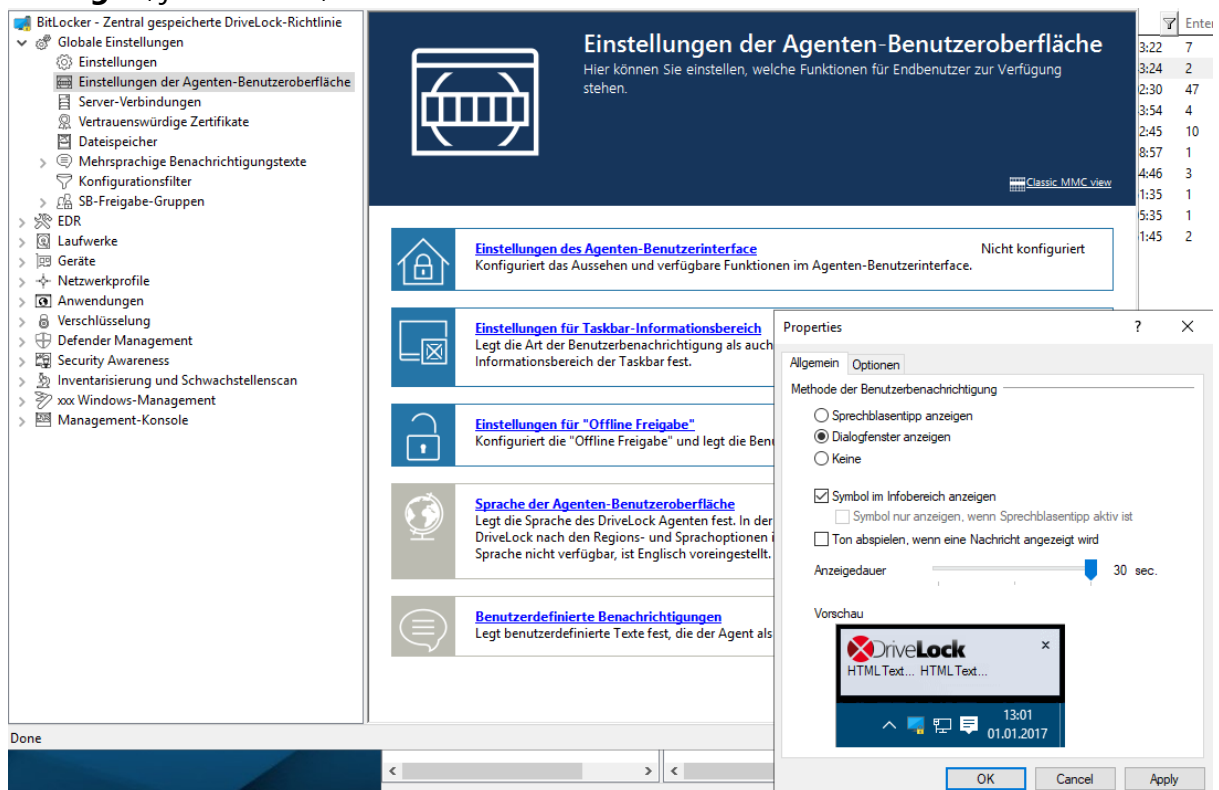 BitLocker - Zentral gespeicherte DriveLock-Richtlinie
Globale Einstellungen
Einstellungen
Einstellungen der Agenten-Benutzeroberfläche
Server-Verbindungen
Vertrauenswürdige Zertifikate
Dateispeicher
Mehrsprachige Benachrichtigungstexte
Konfigurationsfilter
SB-Freigabe-Gruppen
EDR
Laufwerke
Geräte
Netzwerkprofile
Anwendungen
Verschlüsselung
Defender Management
Security Awareness
Inventarisierung und Schwachstellenscan
xxx Windows-Management
Management-Konsole
Done
Einstellungen der Agenten-Benutzeroberfläche
Hier können Sie einstellen, welche Funktionen für Endbenutzer zur Verfügung
stehen.
Classic MMC view
Einstellungen des Agenten-Benutzerinterface Nicht konfiguriert
Konfiguriert das Aussehen und verfügbare Funktionen im Agenten-Benutzerinterface.
Einstellungen für Taskbar-Informationsbereich
Legt die Art der Benutzerbenachrichtigung als auch
Informationsbereich der Taskbar fest.
Einstellungen für "Offline Freigabe"
Konfiguriert die "Offline Freigabe" und legt die
Sprache der Agenten-Benutzeroberfläche
Legt die Sprache des DriveLock Agenten fest. In der
DriveLock nach den Regions- und Sprachoptionen
Sprache nicht verfügbar, ist Englisch voreingestellt.
Benutzerdefinierte Benachrichtigungen
Legt benutzerdefinierte Texte fest, die der Agent als
3:22 7
3:24 2
2:30 47
3:54 4
2:45 10
8:57 1
4:46 3
1:35 1
5:35 1
1:45 2
Properties ? ×
Allgemein Optionen
Methode der Benutzerbenachrichtigung
Sprechblasentipp anzeigen
Dialogfenster anzeigen
Keine
Symbol im Infobereich anzeigen
Symbol nur anzeigen, wenn Sprechblasentipp aktiv ist
Ton abspielen, wenn eine Nachricht angezeigt wird
Anzeigedauer 30 sec.
Vorschau
DriveLock ×
HTML Text... HTML Text...
13:01
01.01.2017
OK Cancel Apply